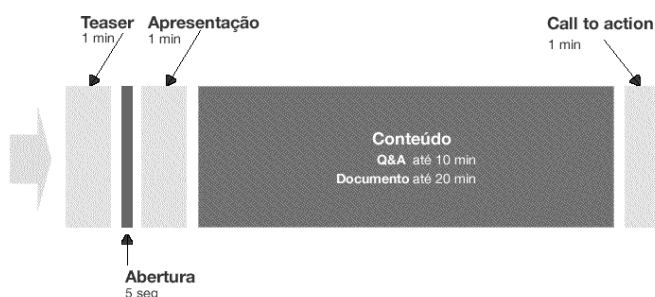 Teaser
1 min
Apresentação
1 min
Call to action
1 min
Conteúdo
Q&A até 10 min
Documento até 20 min
Abertura
5 seg